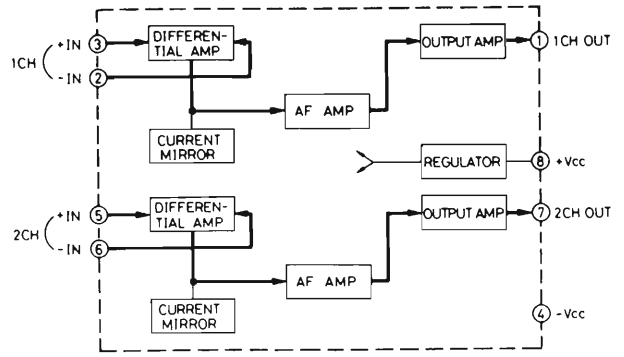 +IN
3
DIFFEREN-
TIAL AMP
OUTPUT AMP
1
1CH OUT
1CH
-IN
2
AF AMP
CURRENT
MIRROR
REGULATOR
8
+Vcc
+IN
5
DIFFEREN-
TIAL AMP
OUTPUT AMP
7
2CH OUT
2CH
-IN
6
AF AMP
CURRENT
MIRROR
4
-Vcc